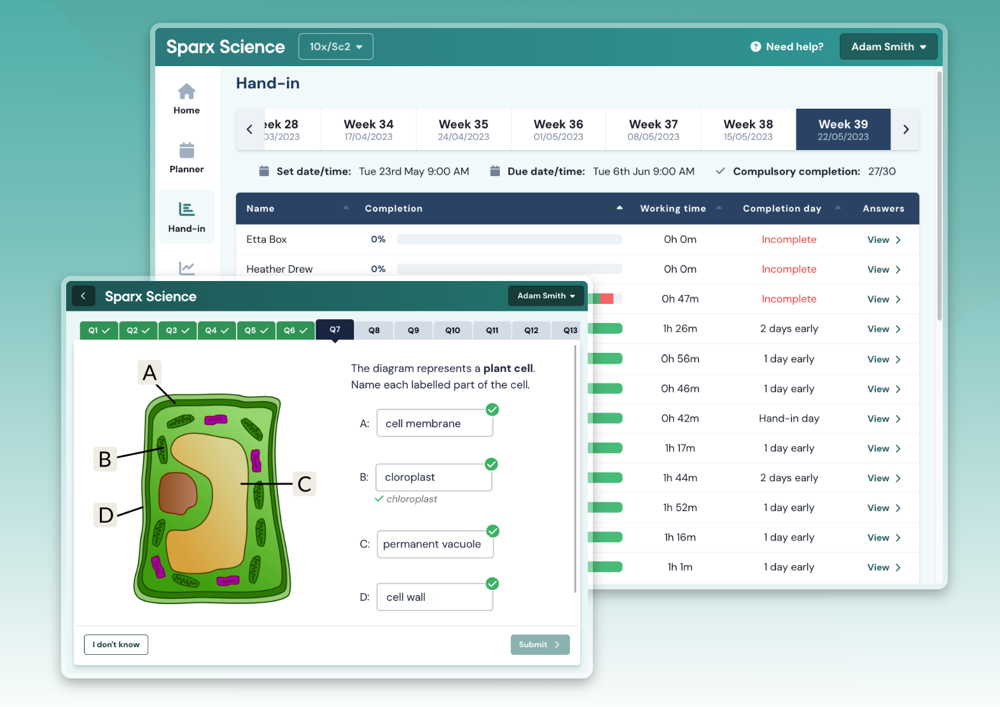 Sparx Science
10x/Sc2
Need help?
Adam Smith
Home
Planner
Hand-in
Hand-in
eek 28
03/2023
Week 34
17/04/2023
Week 35
24/04/2023
Week 36
01/05/2023
Week 37
08/05/2023
Week 38
15/05/2023
Week 39
22/05/2023
Set date/time: Tue 23rd May 9:00 AM Due date/time: Tue 6th Jun 9:00 AM Compulsory completion: 27/30
Name Completion Working time Completion day Answers
Etta Box 0% 0h 0m Incomplete View
Heather Drew 0% 0h 0m Incomplete View
0h 47m Incomplete View
1h 26m 2 days early View
0h 56m 1 day early View
0h 46m 1 day early View
0h 42m Hand-in day View
1h 17m 1 day early View
1h 44m 2 days early View
1h 52m 1 day early View
1h 16m 1 day early View
1h 1m 1 day early View
Sparx Science
Adam Smith
Q1 Q2 Q3 Q4 Q5 Q6 Q7 Q8 Q9 Q10 Q11 Q12 Q13
A
B
C
D
The diagram represents a plant cell.
Name each labelled part of the cell.
A: cell membrane
B: cloroplast
chloroplast
C: permanent vacuole
D: cell wall
I don't know
Submit